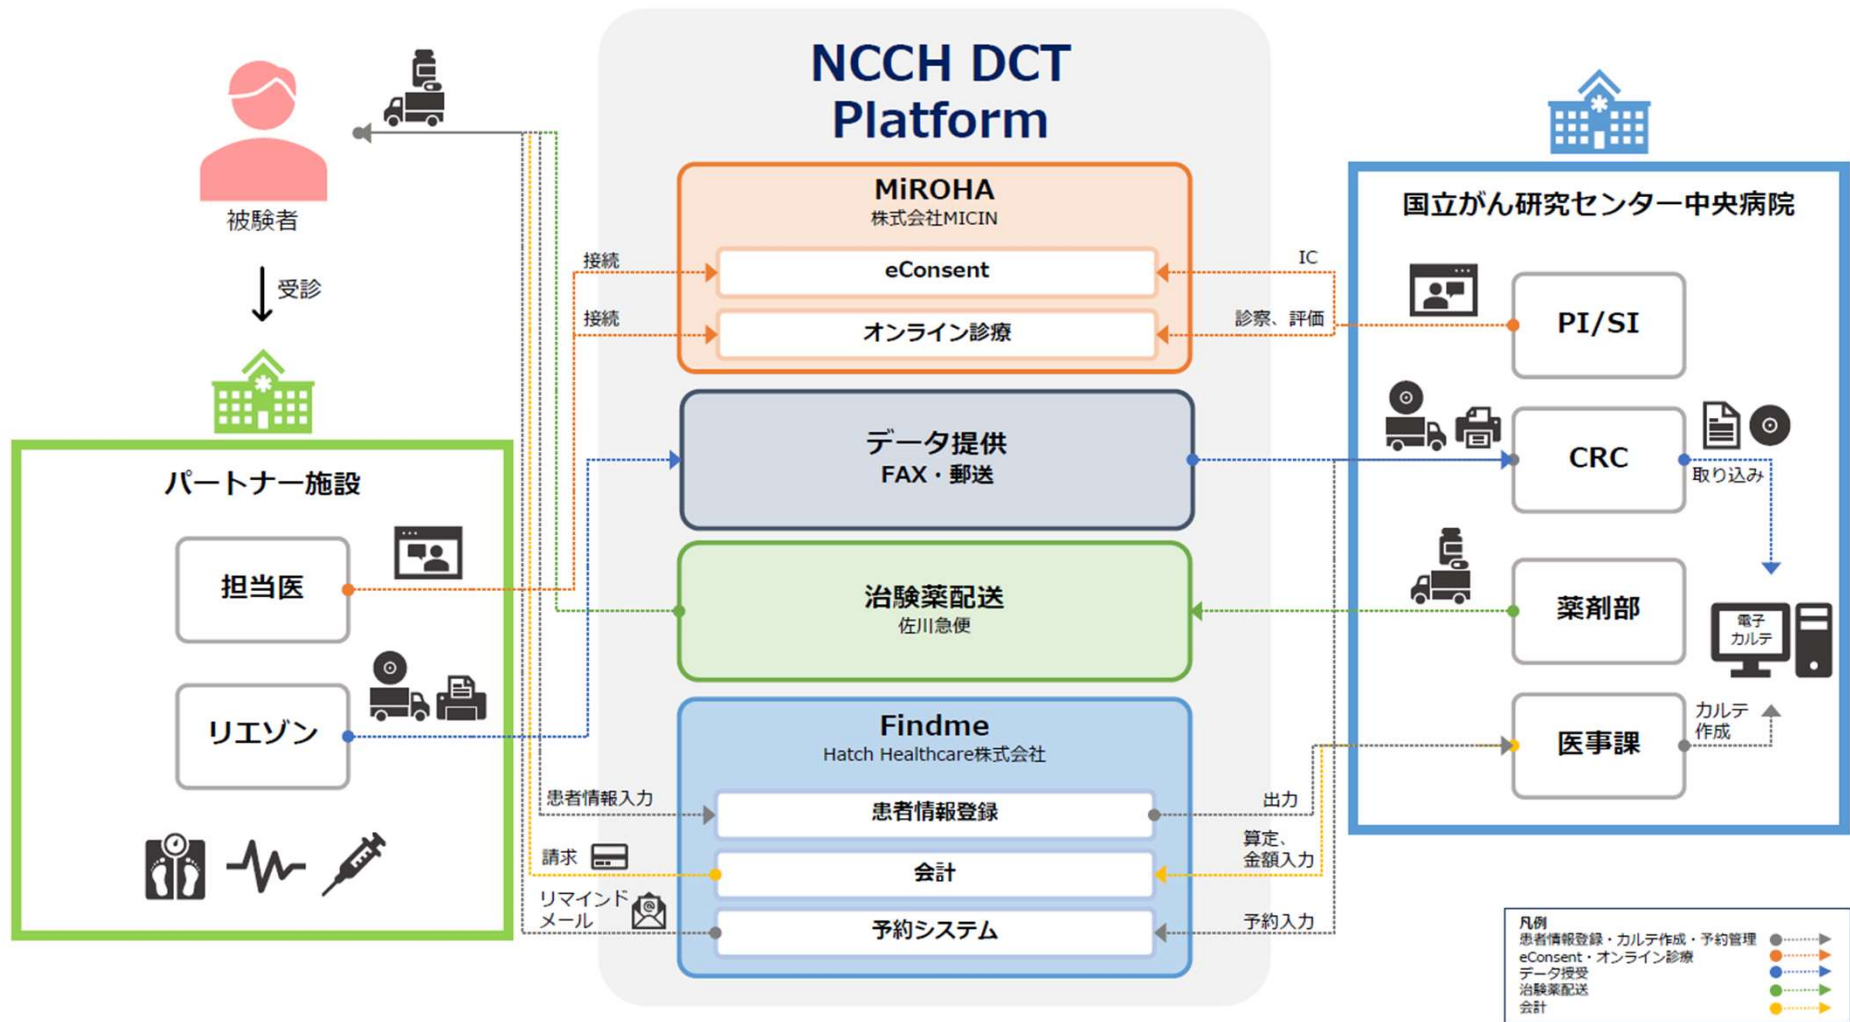 NCCH DCT
Platform
被験者
受診
パートナー施設
担当医
リエゾン
接続
接続
患者情報入力
請求
リマインド
メール
MiROHA
株式会社MICIN
eConsent
オンライン診療
データ提供
FAX・郵送
治験薬配送
佐川急便
Findme
Hatch Healthcare株式会社
患者情報登録
会計
予約システム
IC
診察、評価
出力
算定、
金額入力
予約入力
国立がん研究センター中央病院
PI/SI
CRC
取り込み
薬剤部
電子
カルテ
医事課
カルテ
作成
凡例
患者情報登録・カルテ作成・予約管理
eConsent・オンライン診療
データ授受
治験薬配送
会計